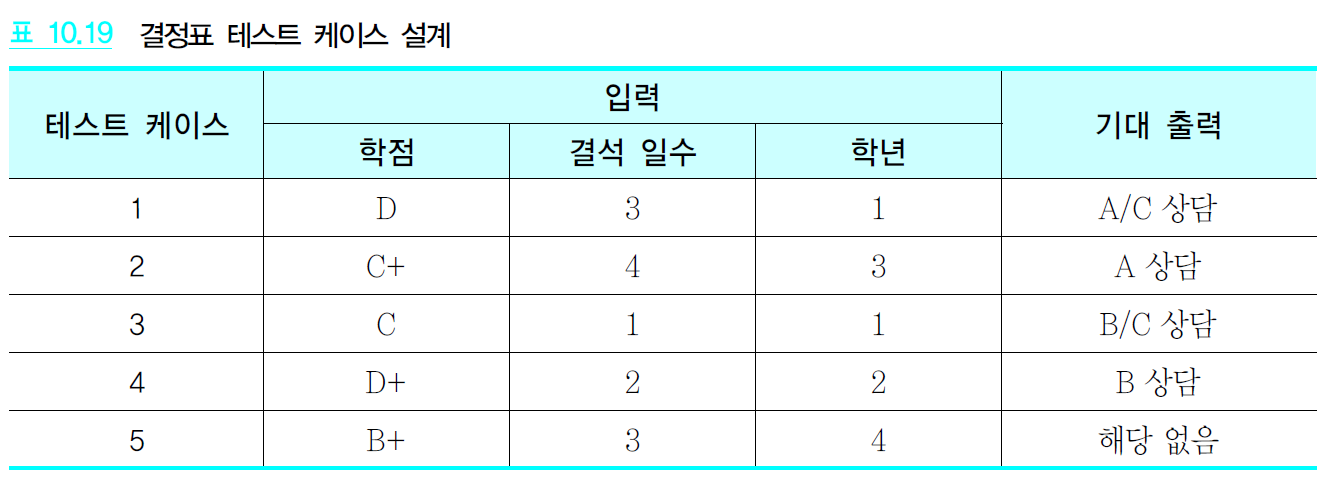 표 10.19 결정표 테스트 케이스 설계
테스트 케이스 입력 기대 출력
학점 결석 일수 학년
1 D 3 1 A/C 상담
2 C+ 4 3 A 상담
3 C 1 1 B/C 상담
4 D+ 2 2 B 상담
5 B+ 3 4 해당 없음